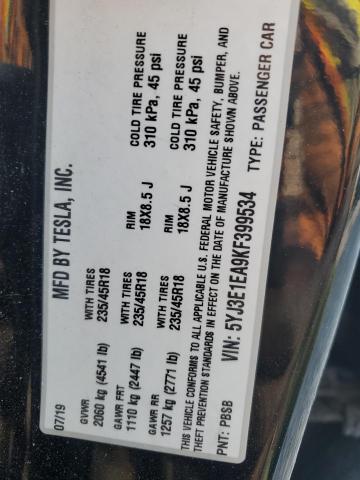 07/19 MFD BY TESLA, INC.
GVWR
2060 kg (4541 lb)
GAWR FRT WITH TIRES RIM COLD TIRE PRESSURE
1110 kg (2447 lb) 235/45R18 18X8.5 J 310 kPa, 45 psi
GAWR RR WITH TIRES RIM COLD TIRE PRESSURE
1257 kg (2771 lb) 235/45R18 18X8.5 J 310 kPa, 45 psi
THIS VEHICLE CONFORMS TO ALL APPLICABLE U.S. FEDERAL MOTOR VEHICLE SAFETY, BUMPER, AND
THEFT PREVENTION STANDARDS IN EFFECT ON THE DATE OF MANUFACTURE SHOWN ABOVE.
VIN: 5YJ3E1EA9KF399534
PNT: PBSB TYPE: PASSENGER CAR